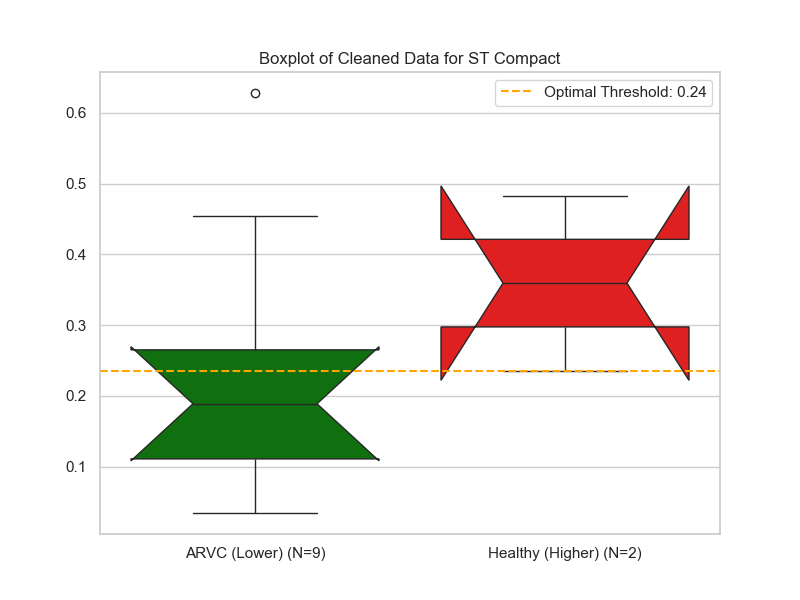 Boxplot of Cleaned Data for ST Compact
Optimal Threshold: 0.24
0.6
0.5
0.4
0.3
0.2
0.1
ARVC (Lower) (N=9)
Healthy (Higher) (N=2)